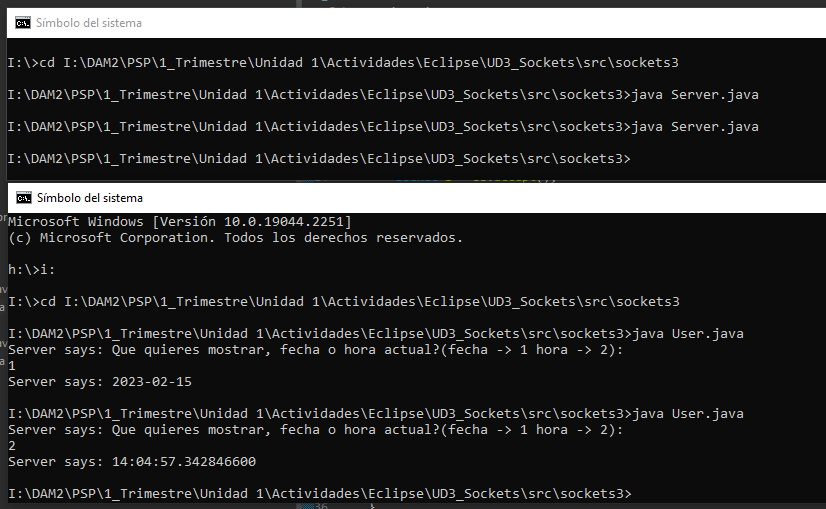 Símbolo del sistema
I:\>cd I:\DAM2\PSP\1_Trimestre\Unidad 1\Actividades\Eclipse\UD3_Sockets\src\sockets3
I:\DAM2\PSP\1_Trimestre\Unidad 1\Actividades\Eclipse\UD3_Sockets\src\sockets3>java Server.java
I:\DAM2\PSP\1_Trimestre\Unidad 1\Actividades\Eclipse\UD3_Sockets\src\sockets3>java Server.java
I:\DAM2\PSP\1_Trimestre\Unidad 1\Actividades\Eclipse\UD3_Sockets\src\sockets3>
Símbolo del sistema
Microsoft Windows [Versión 10.0.19044.2251]
(c) Microsoft Corporation. Todos los derechos reservados.
h:\>i:
I:\>cd I:\DAM2\PSP\1_Trimestre\Unidad 1\Actividades\Eclipse\UD3_Sockets\src\sockets3
I:\DAM2\PSP\1_Trimestre\Unidad 1\Actividades\Eclipse\UD3_Sockets\src\sockets3>java User.java
Server says: Que quieres mostrar, fecha o hora actual?(fecha -> 1 hora -> 2):
1
Server says: 2023-02-15
I:\DAM2\PSP\1_Trimestre\Unidad 1\Actividades\Eclipse\UD3_Sockets\src\sockets3>java User.java
Server says: Que quieres mostrar, fecha o hora actual?(fecha -> 1 hora -> 2):
2
Server says: 14:04:57.342846600
I:\DAM2\PSP\1_Trimestre\Unidad 1\Actividades\Eclipse\UD3_Sockets\src\sockets3>
36 }